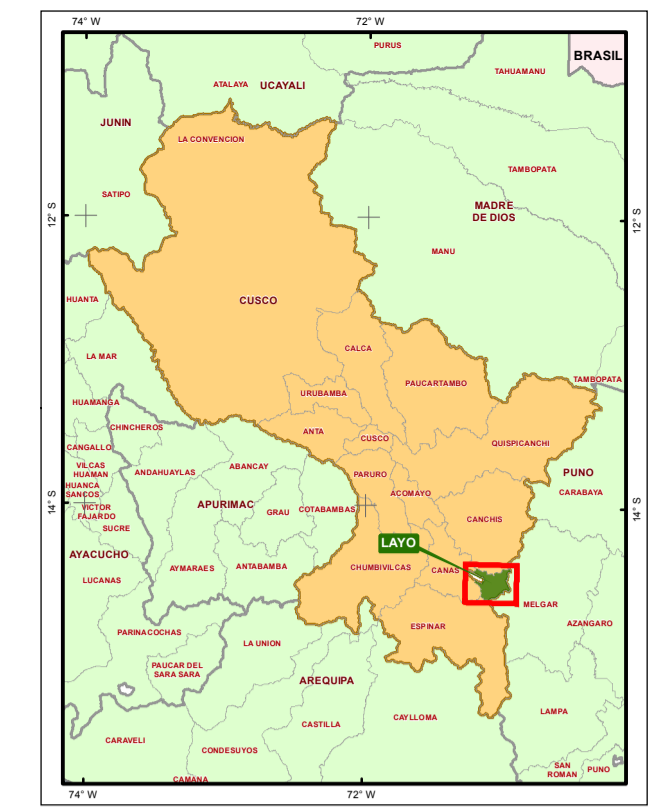 74° W
72° W
PURUS
BRASIL
TAHUAMANU
ATALAYA
UCAYALI
JUNIN
LA CONVENCION
TAMBOPATA
SATIPO
MADRE
DE DIOS
12° S
12° S
MANU
HUANTA
CUSCO
CALCA
LA MAR
PAUCARTAMBO
TAMBOPATA
URUBAMBA
HUAMANGA
CHINCHEROS
ANTA
CUSCO
QUISPICANCHI
CANGALLO
VILCAS
HUAMAN
ANDAHUAYLAS
ABANCAY
PARURO
PUNO
HUANCA
SANCOS
ACOMAYO
CARABAYA
14° S
VICTOR
FAJARDO
APURIMAC
GRAU
COTABAMBAS
CANCHIS
14° S
SUCRE
LAYO
AYACUCHO
AYMARAES
ANTABAMBA
CHUMBIVILCAS
CANAS
LUCANAS
MELGAR
ESPINAR
AZANGARO
PARINACOCHAS
LA UNION
PAUCAR DEL
SARA SARA
AREQUIPA
CASTILLA
CAYLLOMA
LAMPA
CARAVELI
CONDESUYOS
SAN
ROMAN
PUNO
CAMANA
74° W
72° W